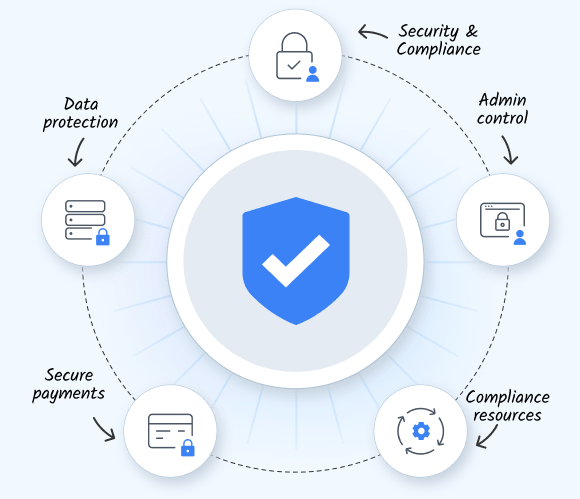 Security &
Compliance
Data
protection
Admin
control
Secure
payments
Compliance
resources